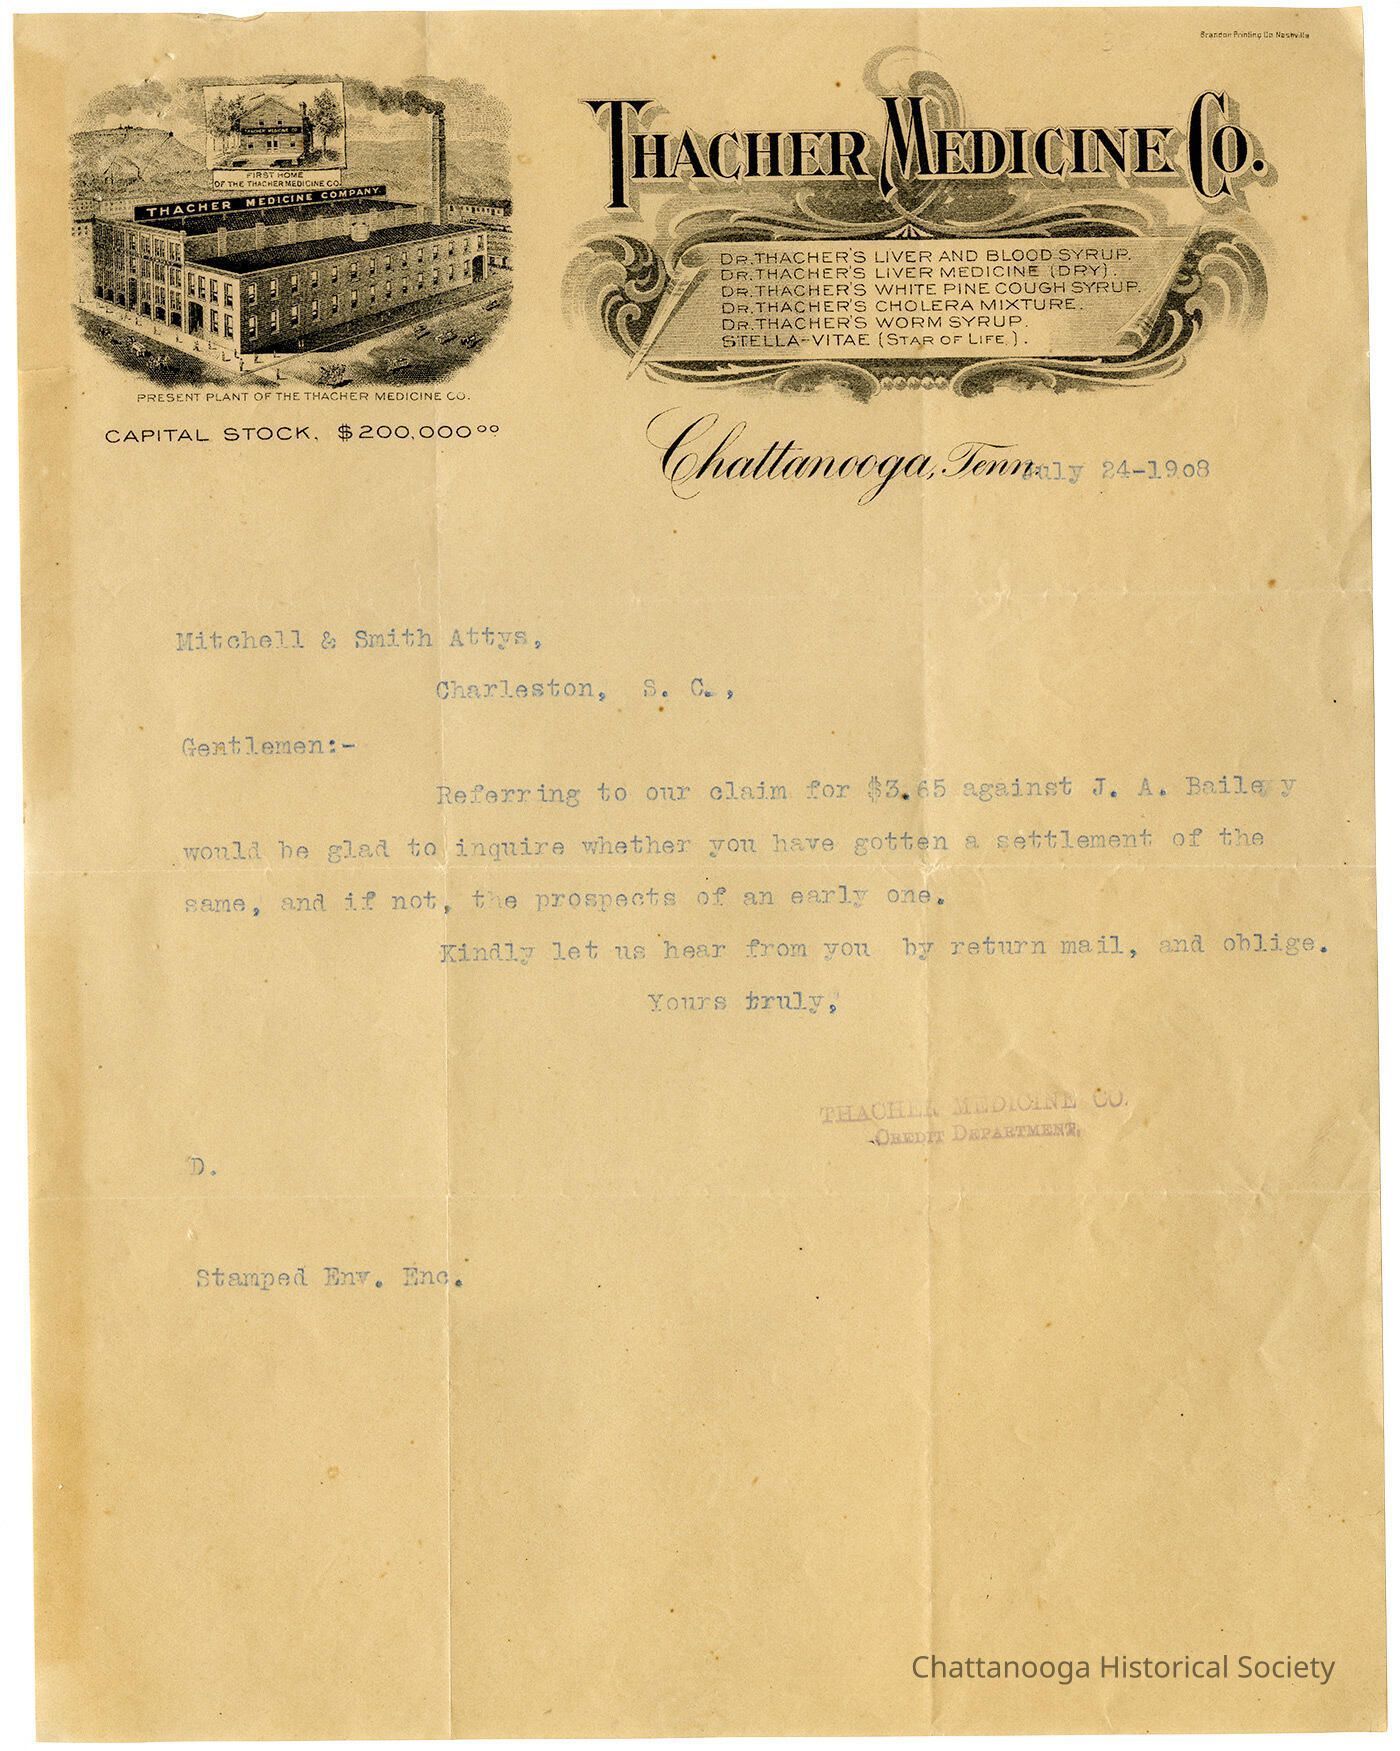 Brandon Printing Co Nashville
THACHER MEDICINE CO.
THACHER MEDICINE CO
FIRST HOME
OF THE THACHER MEDICINE CO.
THACHER MEDICINE COMPANY.
PRESENT PLANT OF THE THACHER MEDICINE CO.
CAPITAL STOCK, $200,000.00
DR. THACHER'S LIVER AND BLOOD SYRUP.
DR. THACHER'S LIVER MEDICINE (DRY).
DR. THACHER'S WHITE PINE COUGH SYRUP.
DR. THACHER'S CHOLERA MIXTURE.
DR. THACHER'S WORM SYRUP.
STELLA-VITAE (STAR OF LIFE,).
Chattanooga, Tenn. July 24-1908
Mitchell & Smith Attys,
Charleston, S. C.,
Gentlemen:-
Referring to our claim for $3.65 against J. A. Bailey
would be glad to inquire whether you have gotten a settlement of the
same, and if not, the prospects of an early one.
Kindly let us hear from you by return mail, and oblige.
Yours truly,
THACHER MEDICINE CO.
CREDIT DEPARTMENT,
D.
Stamped Env. Enc.
Chattanooga Historical Society